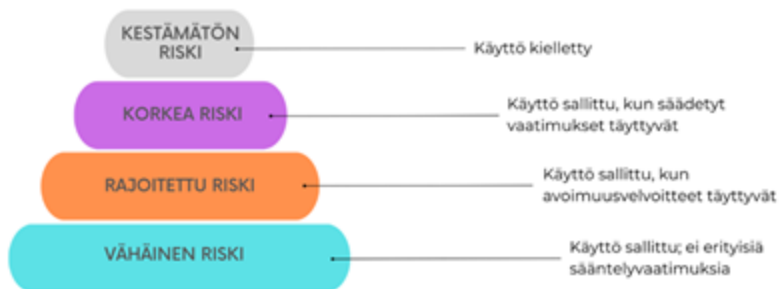 KESTÄMÄTÖN
RISKI
Käyttö kielletty
KORKEA RISKI
Käyttö sallittu, kun säädetyt
vaatimukset täyttyvät
RAJOITETTU RISKI
Käyttö sallittu, kun
avoimuusvelvoitteet täyttyvät
VÄHÄINEN RISKI
Käyttö sallittu; ei erityisiä
sääntelyvaatimuksia